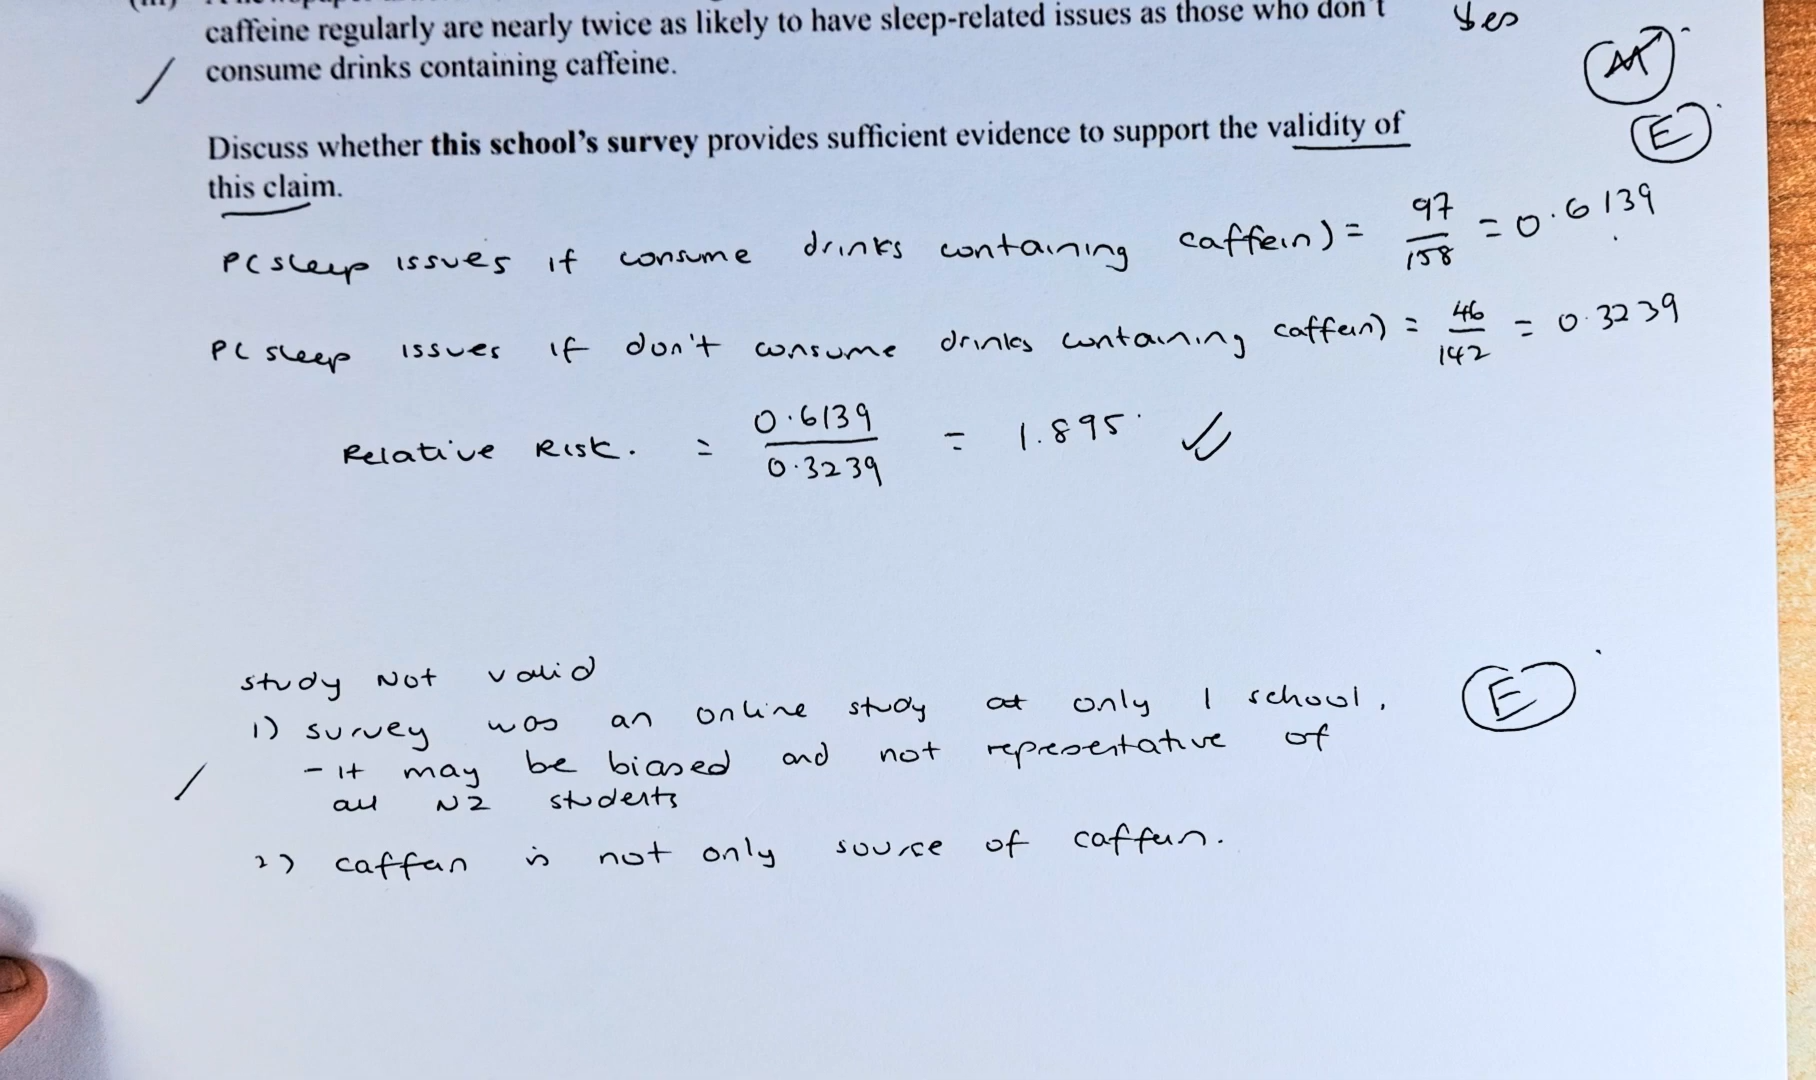 caffeine regularly are nearly twice as likely to have sleep-related issues as those who don't
consume drinks containing caffeine.
Yes
M
E
Discuss whether this school's survey provides sufficient evidence to support the validity of
this claim.
P(sleep issues if consume drinks containing caffein) = 97/158 = 0.6139
P(sleep issues if don't consume drinks containing caffein) = 46/142 = 0.3239
Relative Risk. = 0.6139/0.3239 = 1.895
study Not valid
1) survey was an online study at only 1 school.
E
- it may be biased and not representative of
all NZ students
2) caffein is not only source of caffein.